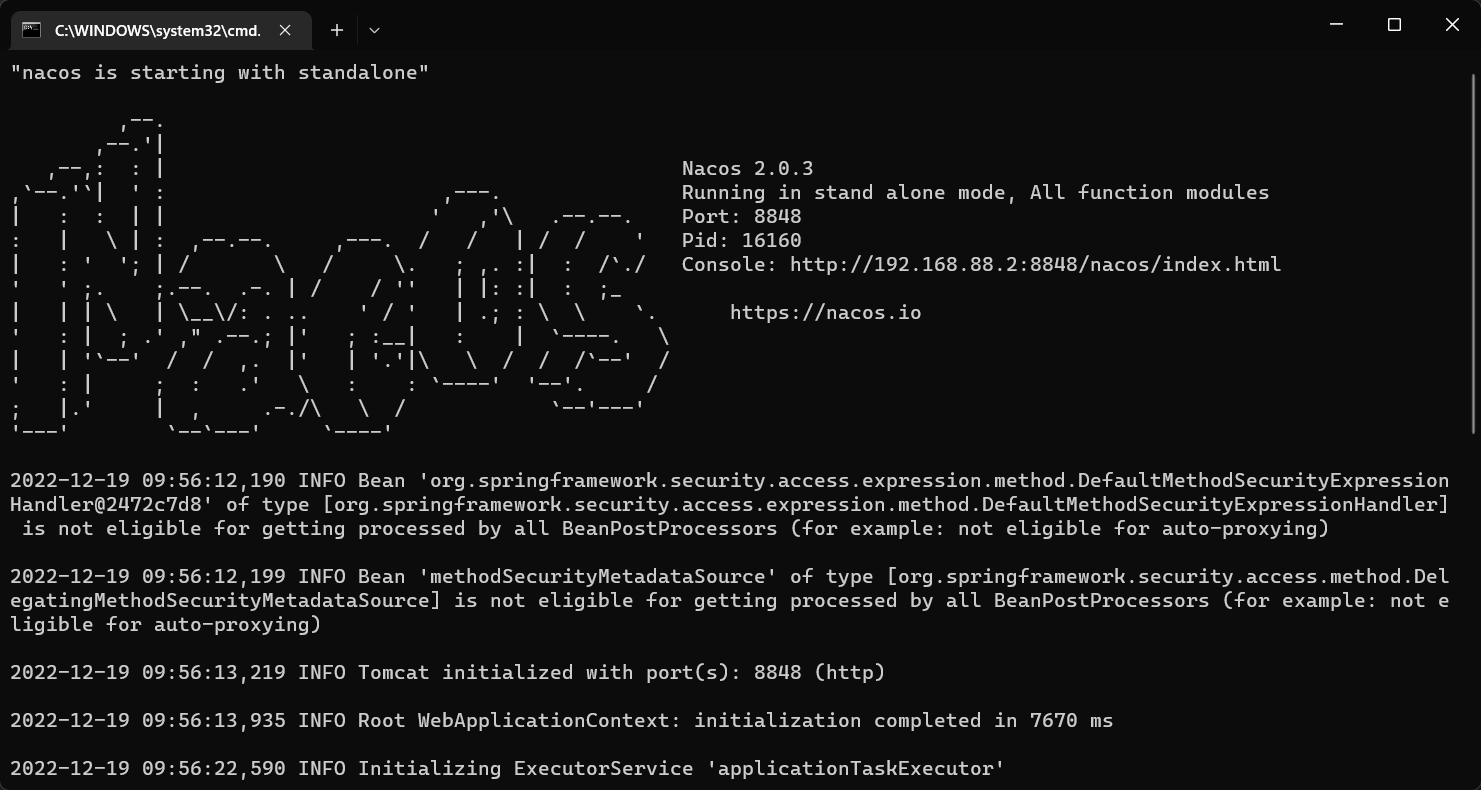 C:\WINDOWS\system32\cmd.
"nacos is starting with standalone"
Nacos 2.0.3
Running in stand alone mode, All function modules
Port: 8848
Pid: 16160
Console: http://192.168.88.2:8848/nacos/index.html
https://nacos.io
2022-12-19 09:56:12,190 INFO Bean 'org.springframework.security.access.expression.method.DefaultMethodSecurityExpression
Handler@2472c7d8' of type [org.springframework.security.access.expression.method.DefaultMethodSecurityExpressionHandler]
is not eligible for getting processed by all BeanPostProcessors (for example: not eligible for auto-proxying)
2022-12-19 09:56:12,199 INFO Bean 'methodSecurityMetadataSource' of type [org.springframework.security.access.method.Del
egatingMethodSecurityMetadataSource] is not eligible for getting processed by all BeanPostProcessors (for example: not e
ligible for auto-proxying)
2022-12-19 09:56:13,219 INFO Tomcat initialized with port(s): 8848 (http)
2022-12-19 09:56:13,935 INFO Root WebApplicationContext: initialization completed in 7670 ms
2022-12-19 09:56:22,590 INFO Initializing ExecutorService 'applicationTaskExecutor'